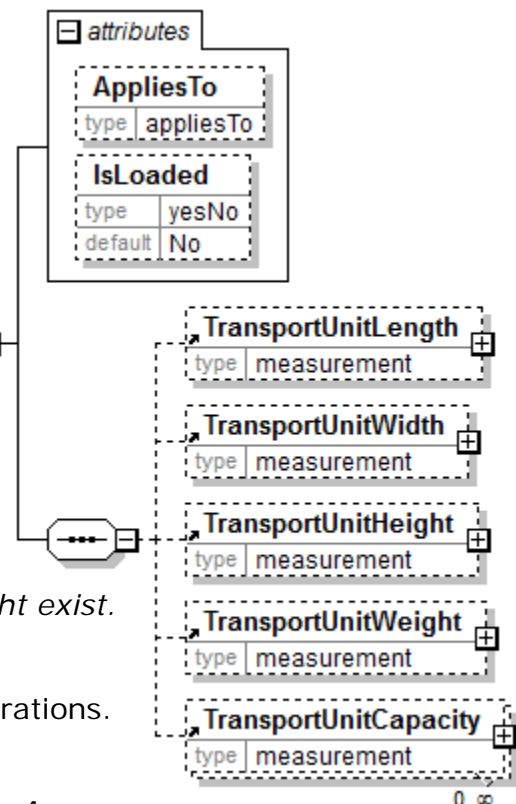 attributes
AppliesTo
type appliesTo
IsLoaded
type yesNo
default No
TransportUnitLength
type measurement
TransportUnitWidth
type measurement
TransportUnitHeight
type measurement
ht exist.
TransportUnitWeight
type measurement
rations.
TransportUnitCapacity
type measurement